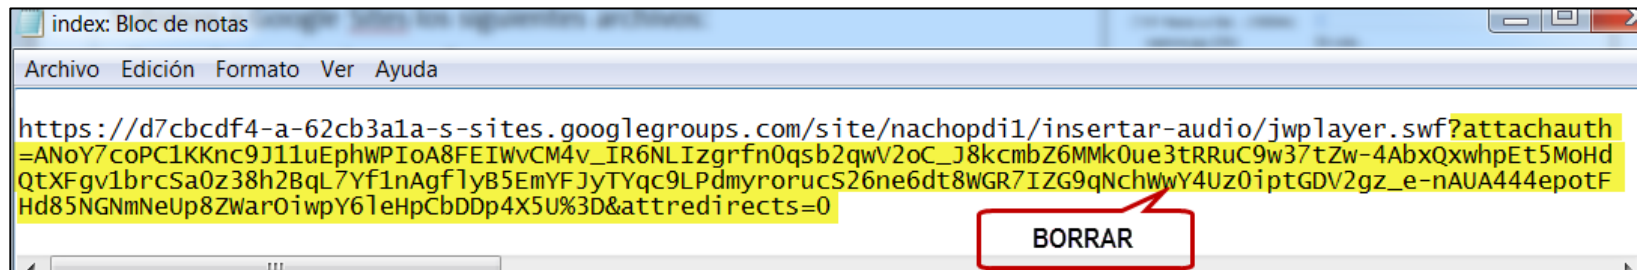 index: Bloc de notas
Archivo Edición Formato Ver Ayuda
https://d7cbcdf4-a-62cb3a1a-s-sites.googlegroups.com/site/nachopdi1/insertar-audio/jwplayer.swf?attachauth
=ANoY7coPC1KKnc9J11uEphWPIoA8FEIWvCM4v_IR6NLIzgrfn0qsb2qwV2oC_J8kcmbZ6MMk0ue3tRRuC9w37tZw-4AbxQxwhpEt5MoHd
QtXFgv1brcSa0z38h2BqL7Yf1nAgflyB5EmYFJyTYqc9LPdmyrorucS26ne6dt8WGR7IZG9qNchWwY4Uz0iptGDV2gz_e-nAUA444epotF
Hd85NGNmNeUp8ZWarOiwpY6leHpCbDDp4X5U%3D&attredirects=0
BORRAR